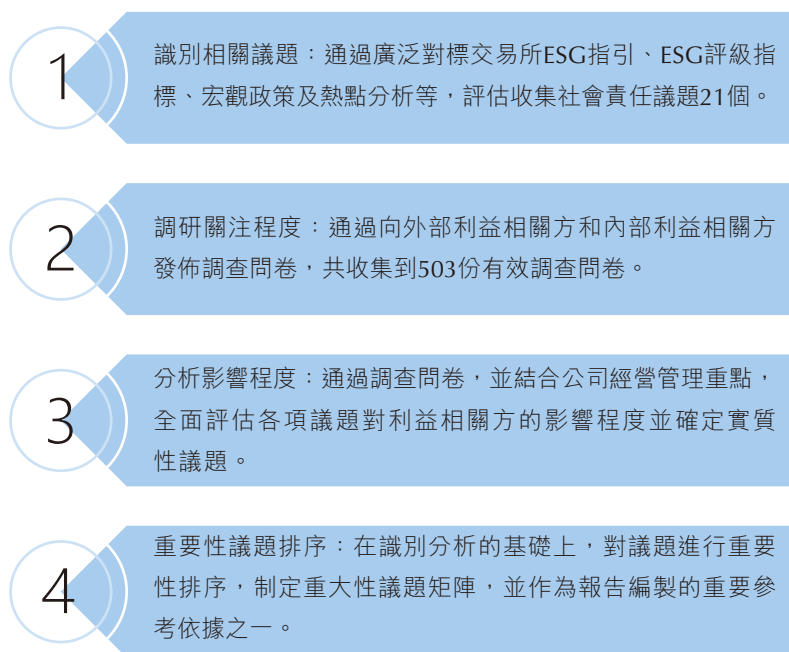 1
識別相關議題：通過廣泛對標交易所ESG指引、ESG評級指
標、宏觀政策及熱點分析等，評估收集社會責任議題21個。
2
調研關注程度：通過向外部利益相關方和內部利益相關方
發佈調查問卷，共收集到503份有效調查問卷。
3
分析影響程度：通過調查問卷，並結合公司經營管理重點，
全面評估各項議題對利益相關方的影響程度並確定實質
性議題。
4
重要性議題排序：在識別分析的基礎上，對議題進行重要
性排序，制定重大性議題矩陣，並作為報告編製的重要參
考依據之一。